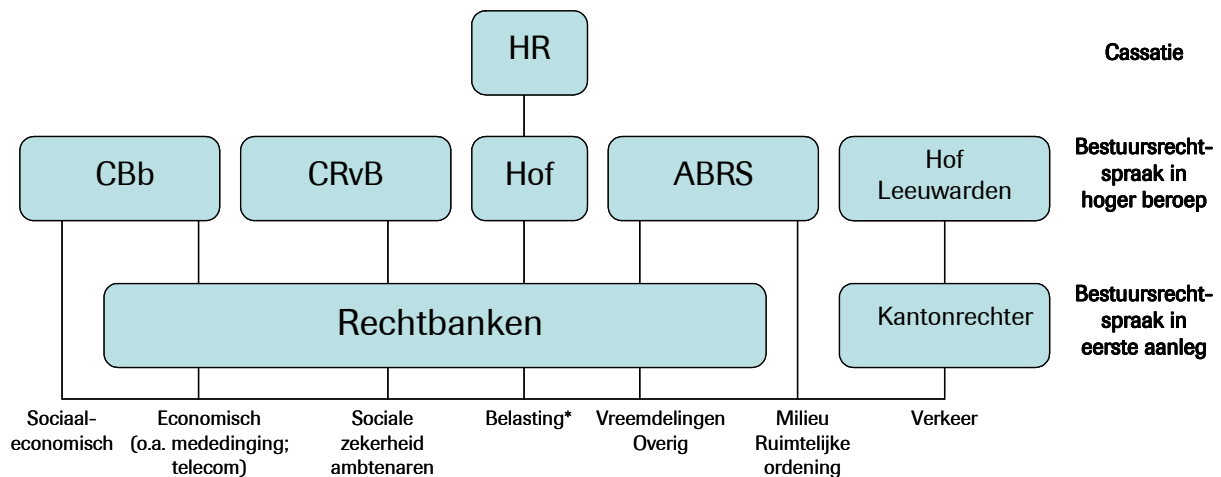 HR
Cassatie
CBb
CRvB
Hof
ABRS
Hof
Leeuwarden
Bestuursrecht-
spraak in
hoger beroep
Rechtbanken
Kantonrechter
Bestuursrecht-
spraak in
eerste aanleg
Sociaal-
economisch
Economisch
(o.a. mededinging;
telecom)
Sociale
zekerheid
ambtenaren
Belasting*
Vreemdelingen
Overig
Milieu
Ruimtelijke
ordening
Verkeer